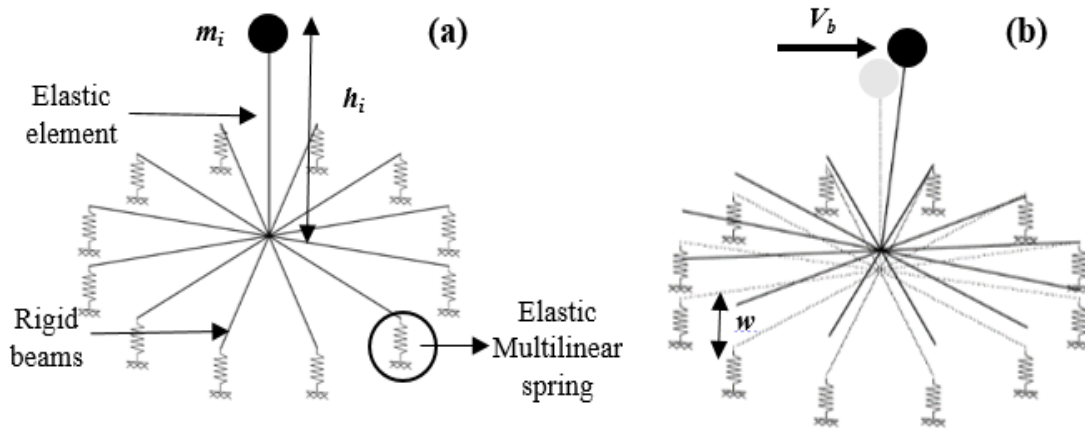 m_i
(a)
V_b
(b)
Elastic
element
h_i
Rigid
beams
Elastic
Multilinear
spring
w